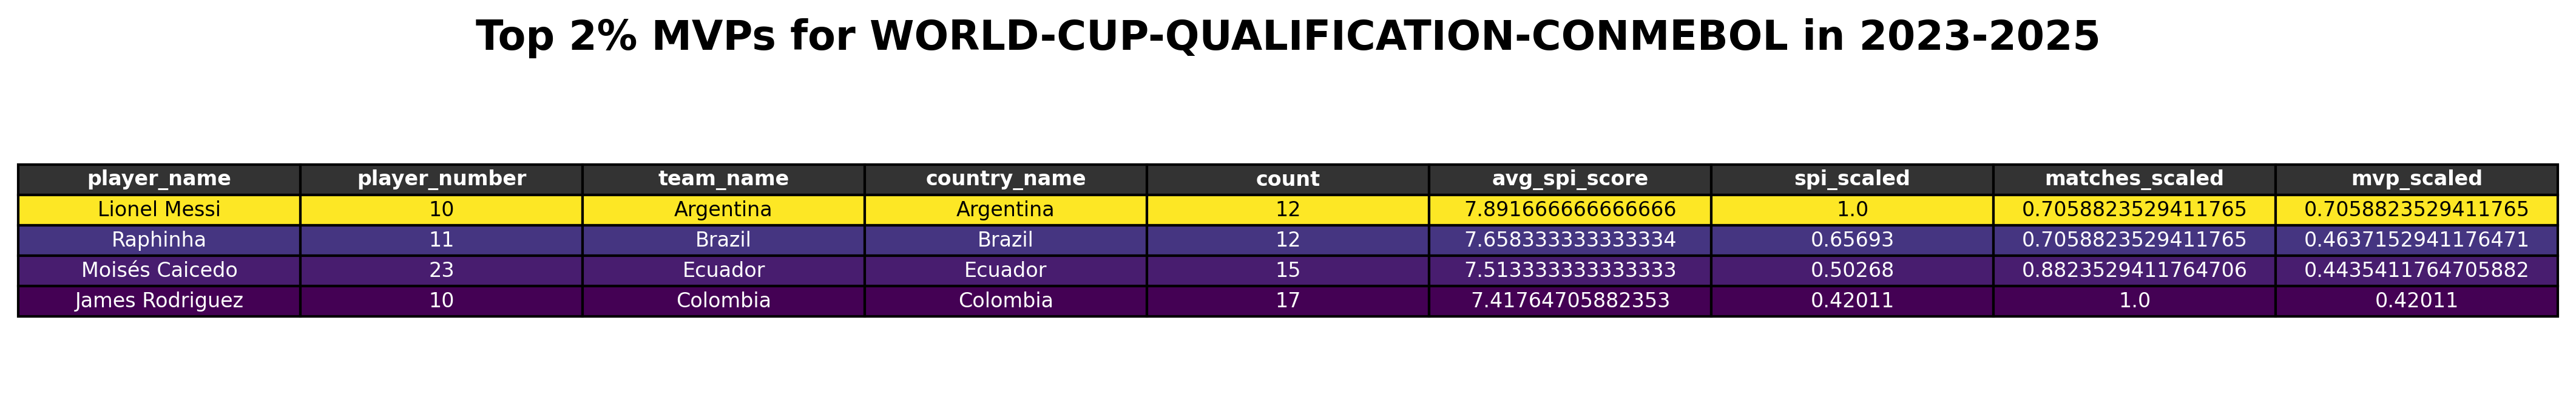 Top 2% MVPs for WORLD-CUP-QUALIFICATION-CONMEBOL in 2023-2025
player_name player_number team_name country_name count avg_spi_score spi_scaled matches_scaled mvp_scaled
Lionel Messi 10 Argentina Argentina 12 7.891666666666666 1.0 0.7058823529411765 0.7058823529411765
Raphinha 11 Brazil Brazil 12 7.658333333333334 0.65693 0.7058823529411765 0.4637152941176471
Moisés Caicedo 23 Ecuador Ecuador 15 7.513333333333333 0.50268 0.8823529411764706 0.4435411764705882
James Rodriguez 10 Colombia Colombia 17 7.41764705882353 0.42011 1.0 0.42011